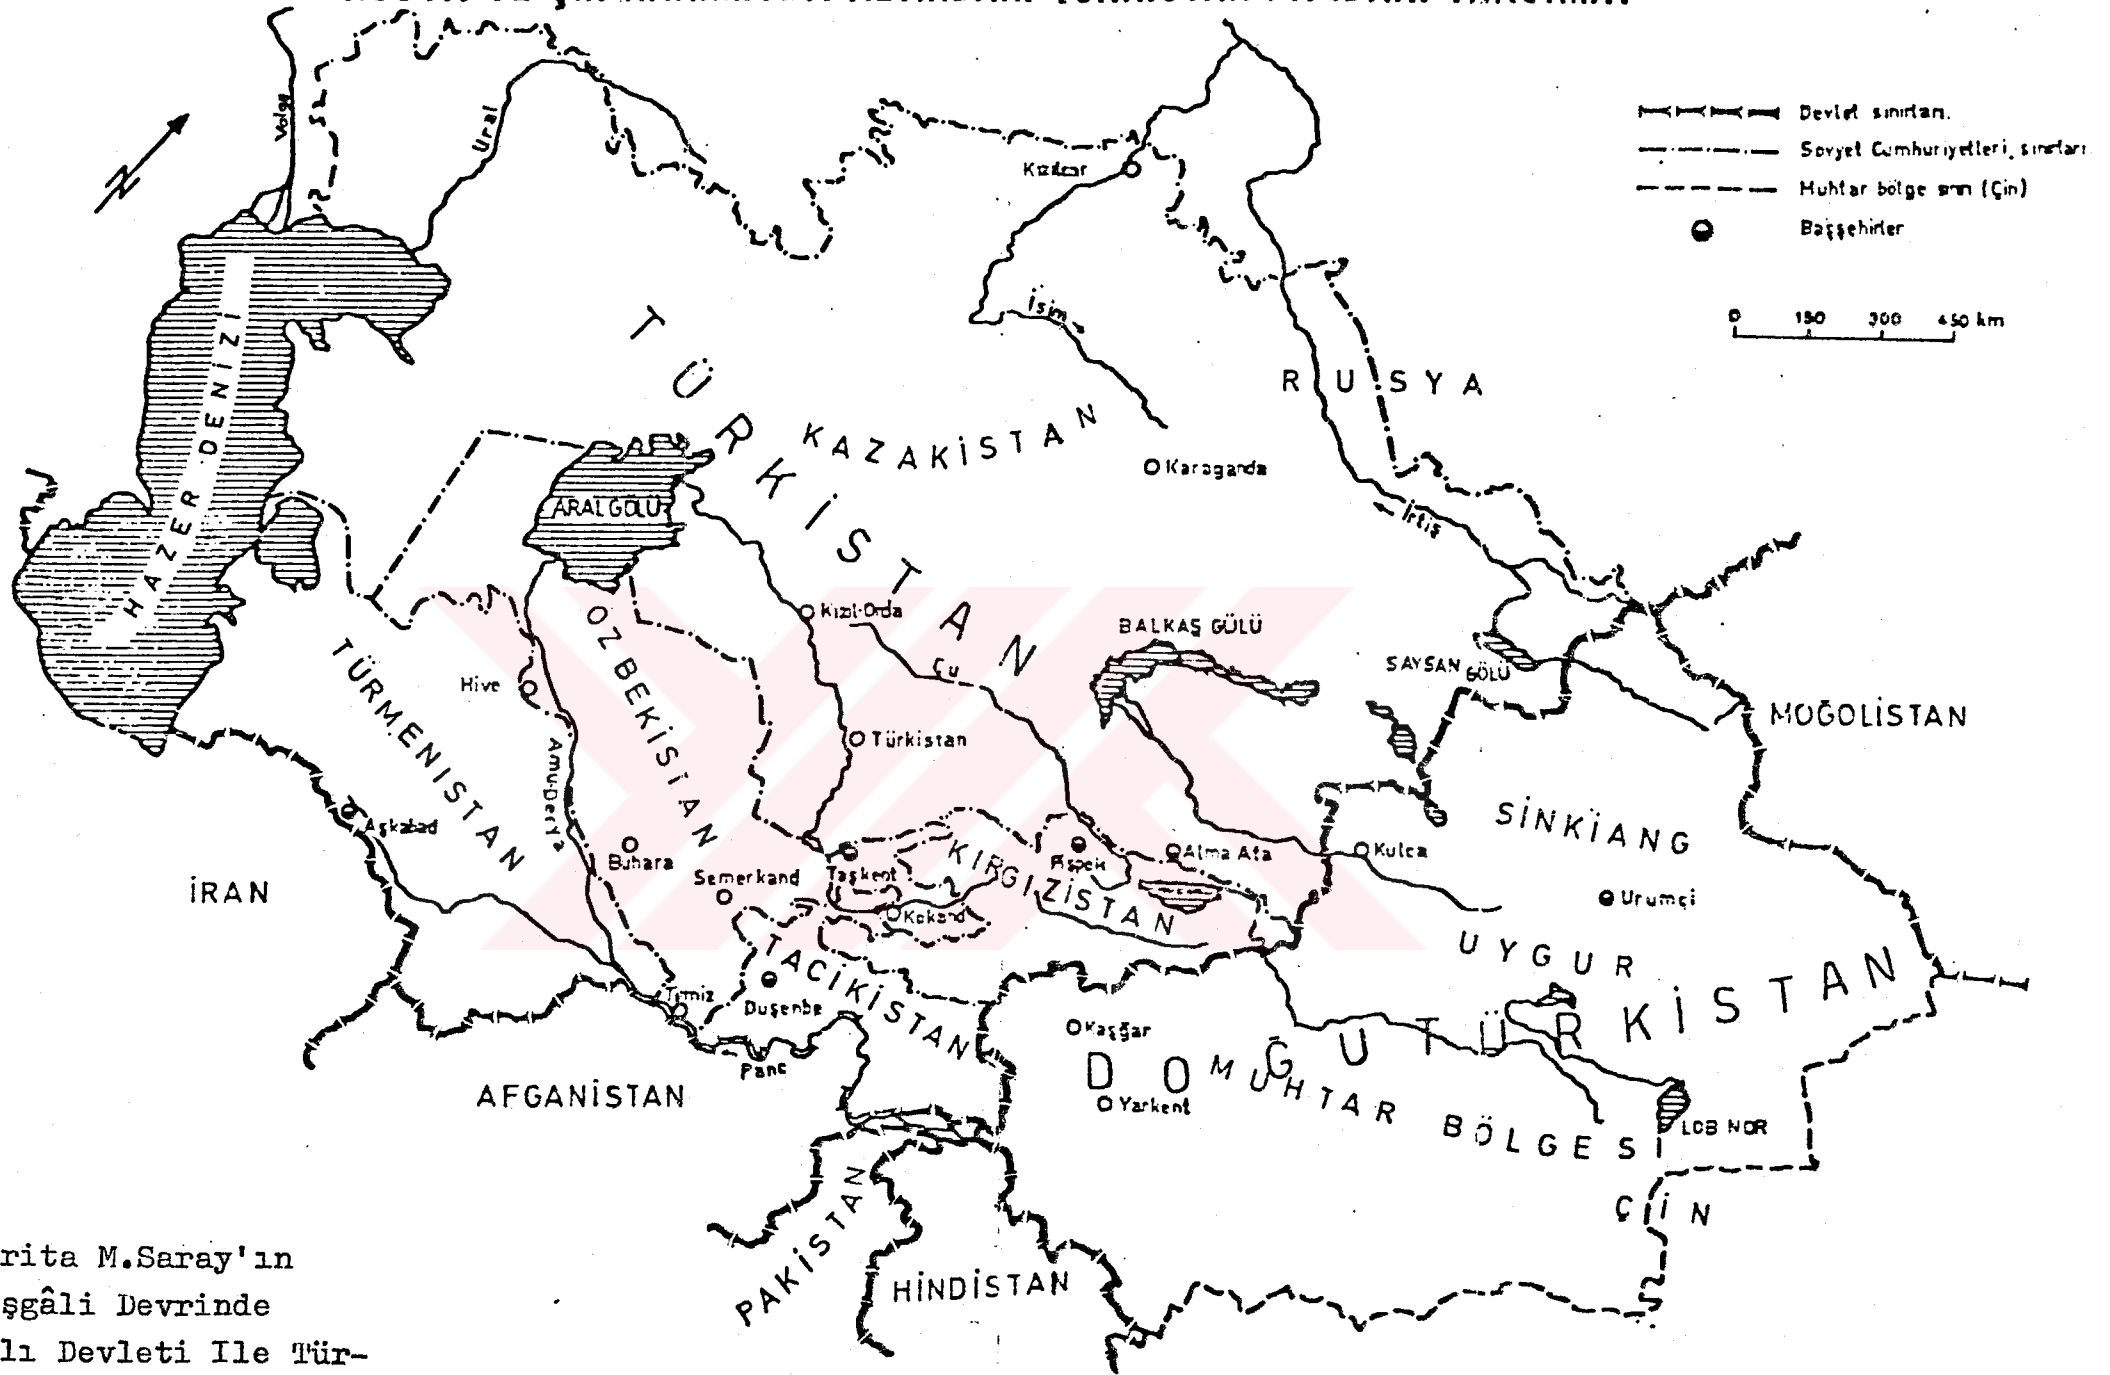 Devlet sınırları.
Sovyet Cumhuriyetleri sınırları
Muhtar bölge sınırı (Çin)
Başşehirler
0 150 300 450 km
N
Volga
Ural
Kızılcar
İsim
RUSYA
TÜRKİSTAN
KAZAKİSTAN
Karaganda
İrtiş
HAZER DENİZİ
ARAL GÖLÜ
Kızıl-Orda
Çu
BALKAŞ GÜLÜ
SAYSAN GÖLÜ
MOĞOLİSTAN
TÜRMENISTAN
Hive
ÖZBEKİSTAN
Amu-Derya
Türkistan
Aşkabad
Buhara
Semerkand
Taşkent
Kokand
KIRGIZİSTAN
Pişpek
Alma Ata
Kulca
SİNKİANG
Urumçi
UYGUR
İRAN
TACİKİSTAN
Duşenbe
Tırmiz
Panc
AFGANİSTAN
Kaşğar
DOĞU TÜRKİSTAN
Yarkent
MUHTAR BÖLGESİ
LOB NOR
ÇİN
PAKİSTAN
HİNDİSTAN
rita M.Saray'ın
şgâli Devrinde
lı Devleti Ile Tür-